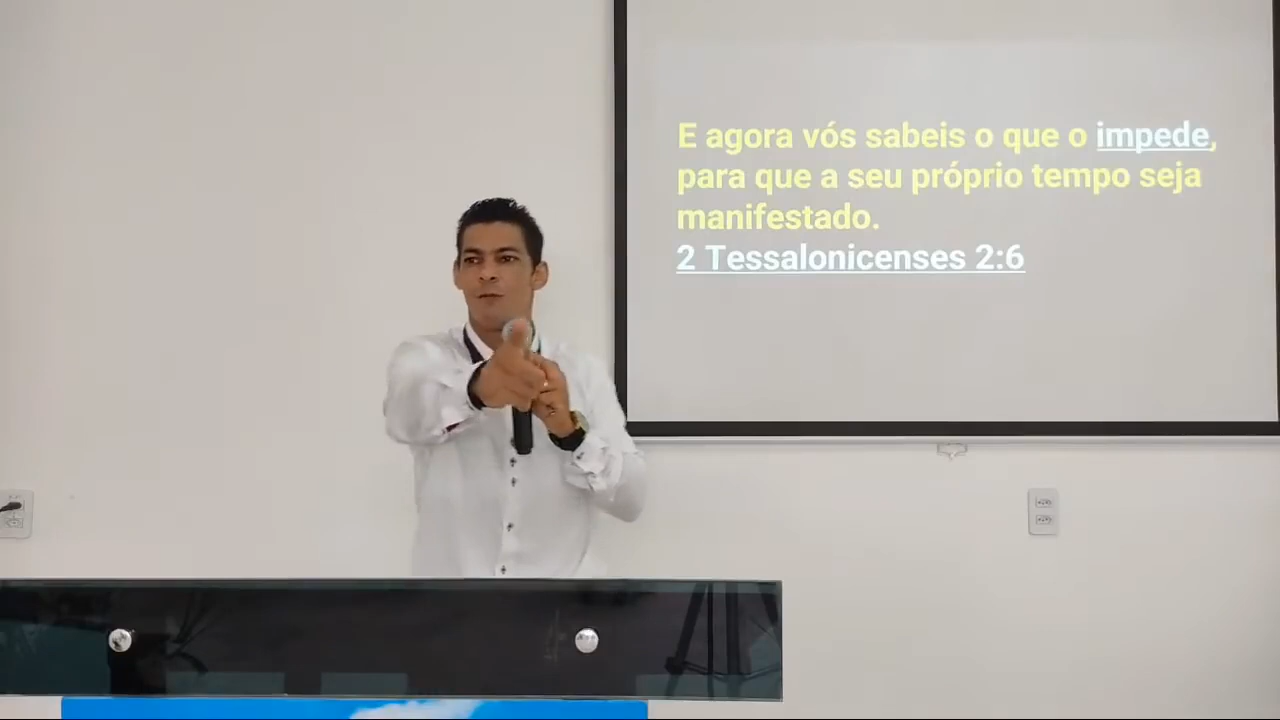 E agora vós sabeis o que o impede,
para que a seu próprio tempo seja
manifestado.
2 Tessalonicenses 2:6